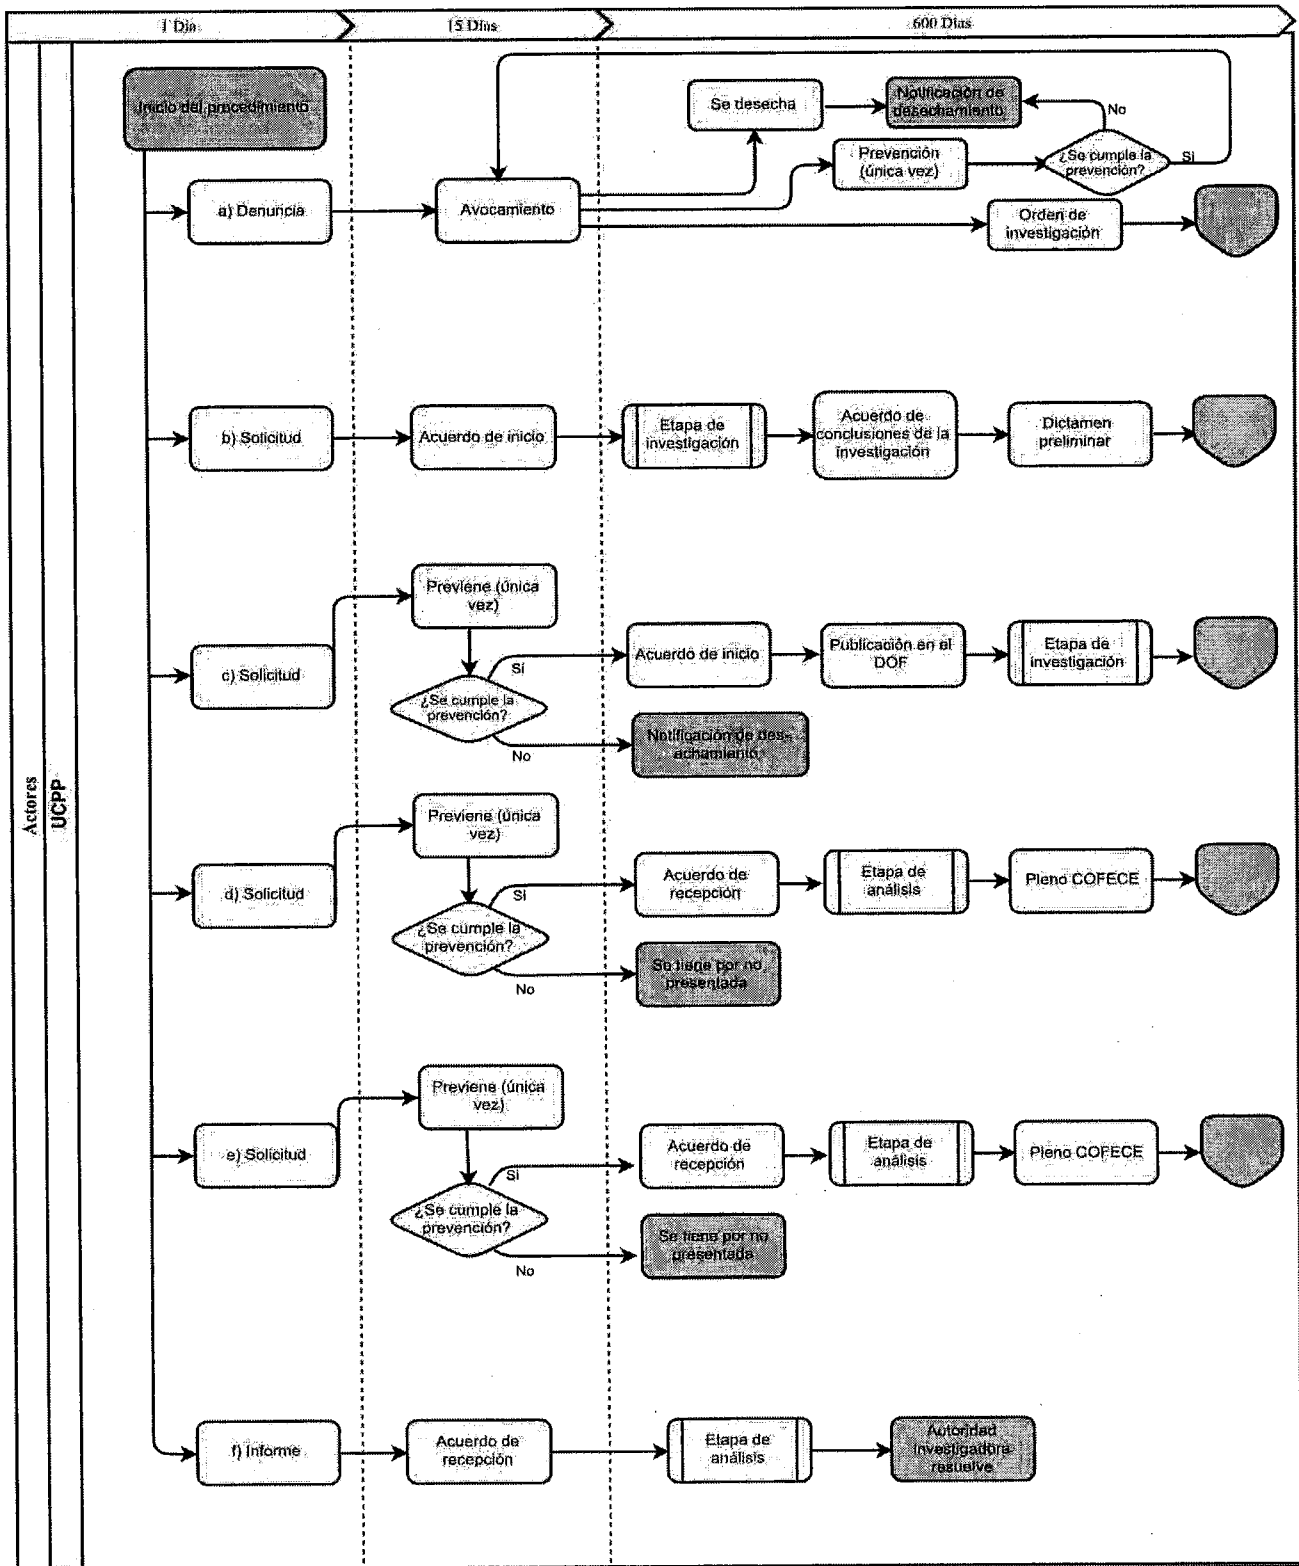 1 Día
15 Días
600 Días
Actores
UCPP
Inicio del procedimiento
Se desecha
Notificación de
desechamiento
No
Prevención
(única vez)
¿Se cumple la
prevención?
Si
a) Denuncia
Avocamiento
Orden de
investigación
b) Solicitud
Acuerdo de inicio
Etapa de
investigación
Acuerdo de
conclusiones de la
investigación
Dictamen
preliminar
Previene (única
vez)
c) Solicitud
Si
¿Se cumple la
prevención?
No
Acuerdo de inicio
Publicación en el
DOF
Etapa de
investigación
Notificación de des-
echamiento
Previene (única
vez)
d) Solicitud
Si
¿Se cumple la
prevención?
No
Acuerdo de
recepción
Etapa de
análisis
Pleno COFECE
Se tiene por no
presentada
Previene (única
vez)
e) Solicitud
Si
¿Se cumple la
prevención?
No
Acuerdo de
recepción
Etapa de
análisis
Pleno COFECE
Se tiene por no
presentada
f) Informe
Acuerdo de
recepción
Etapa de
análisis
Autoridad
Investigadora
resuelve